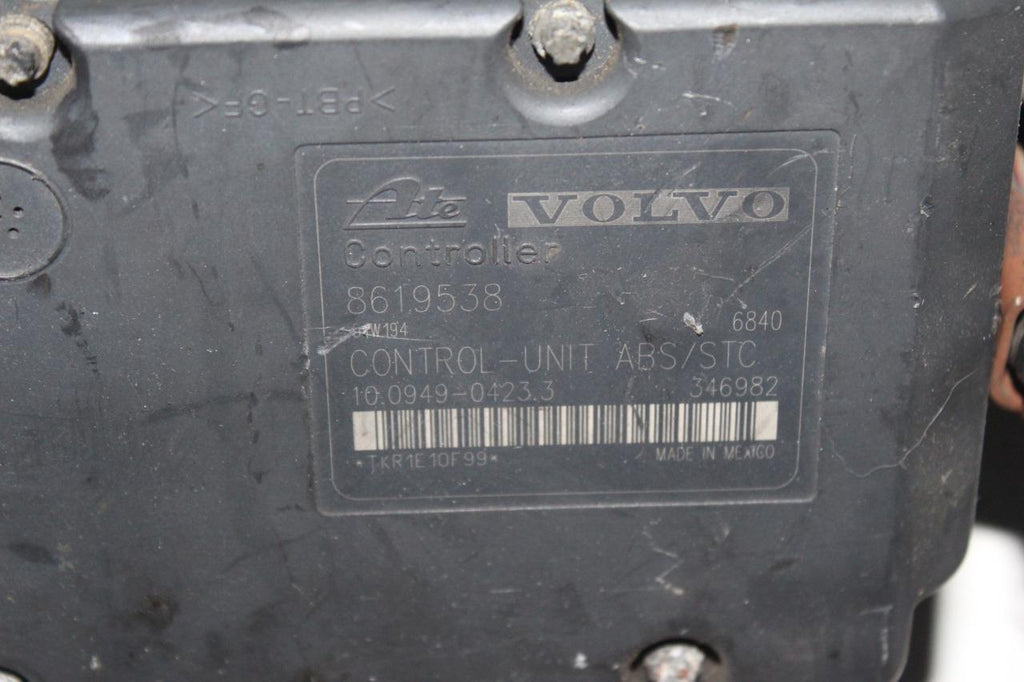 >PBT-GF<
Ate VOLVO
Controller
8619538
6840
CONTROL-UNIT ABS/STC
10.0949-0423.3 346982
*TKR1E10F99* MADE IN MEXICO